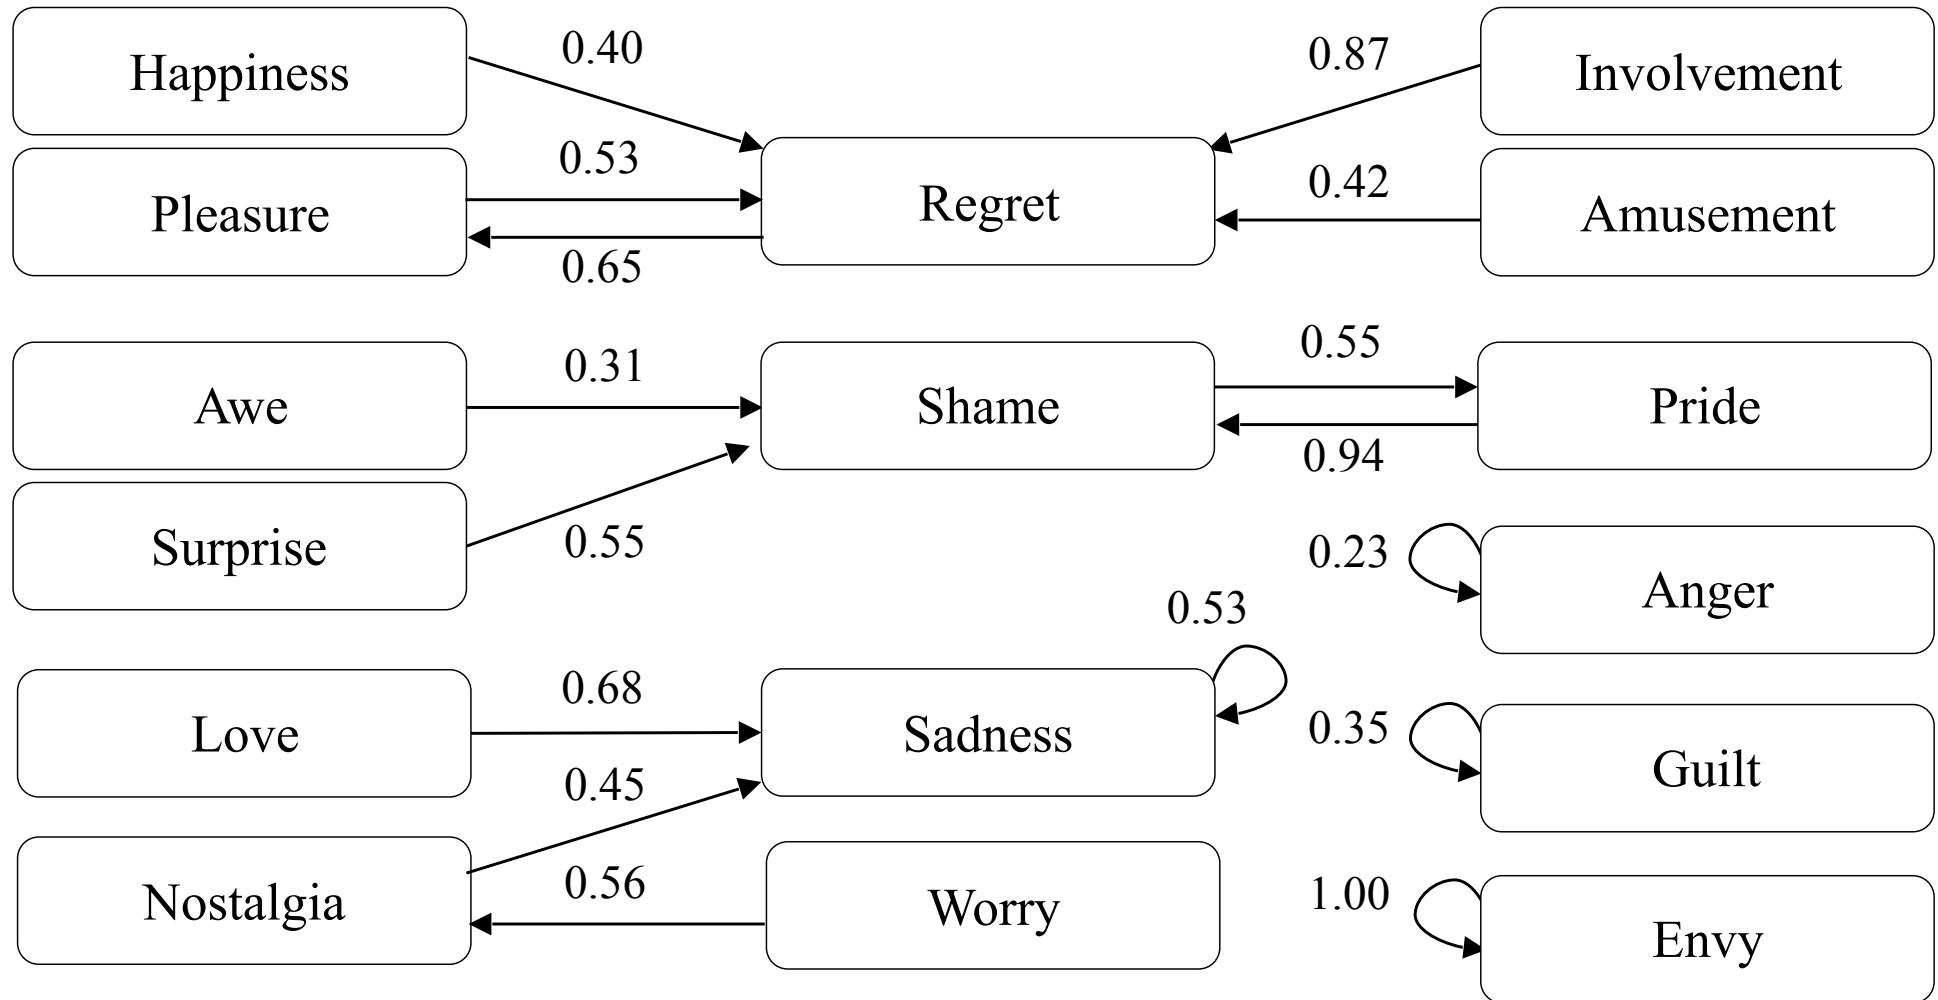 Happiness
0.40
0.87
Involvement
Pleasure
0.53
0.65
Regret
0.42
Amusement
Awe
0.31
Shame
0.55
0.94
Pride
Surprise
0.55
0.23
Anger
Love
0.68
Sadness
0.53
0.35
Guilt
Nostalgia
0.45
0.56
Worry
1.00
Envy